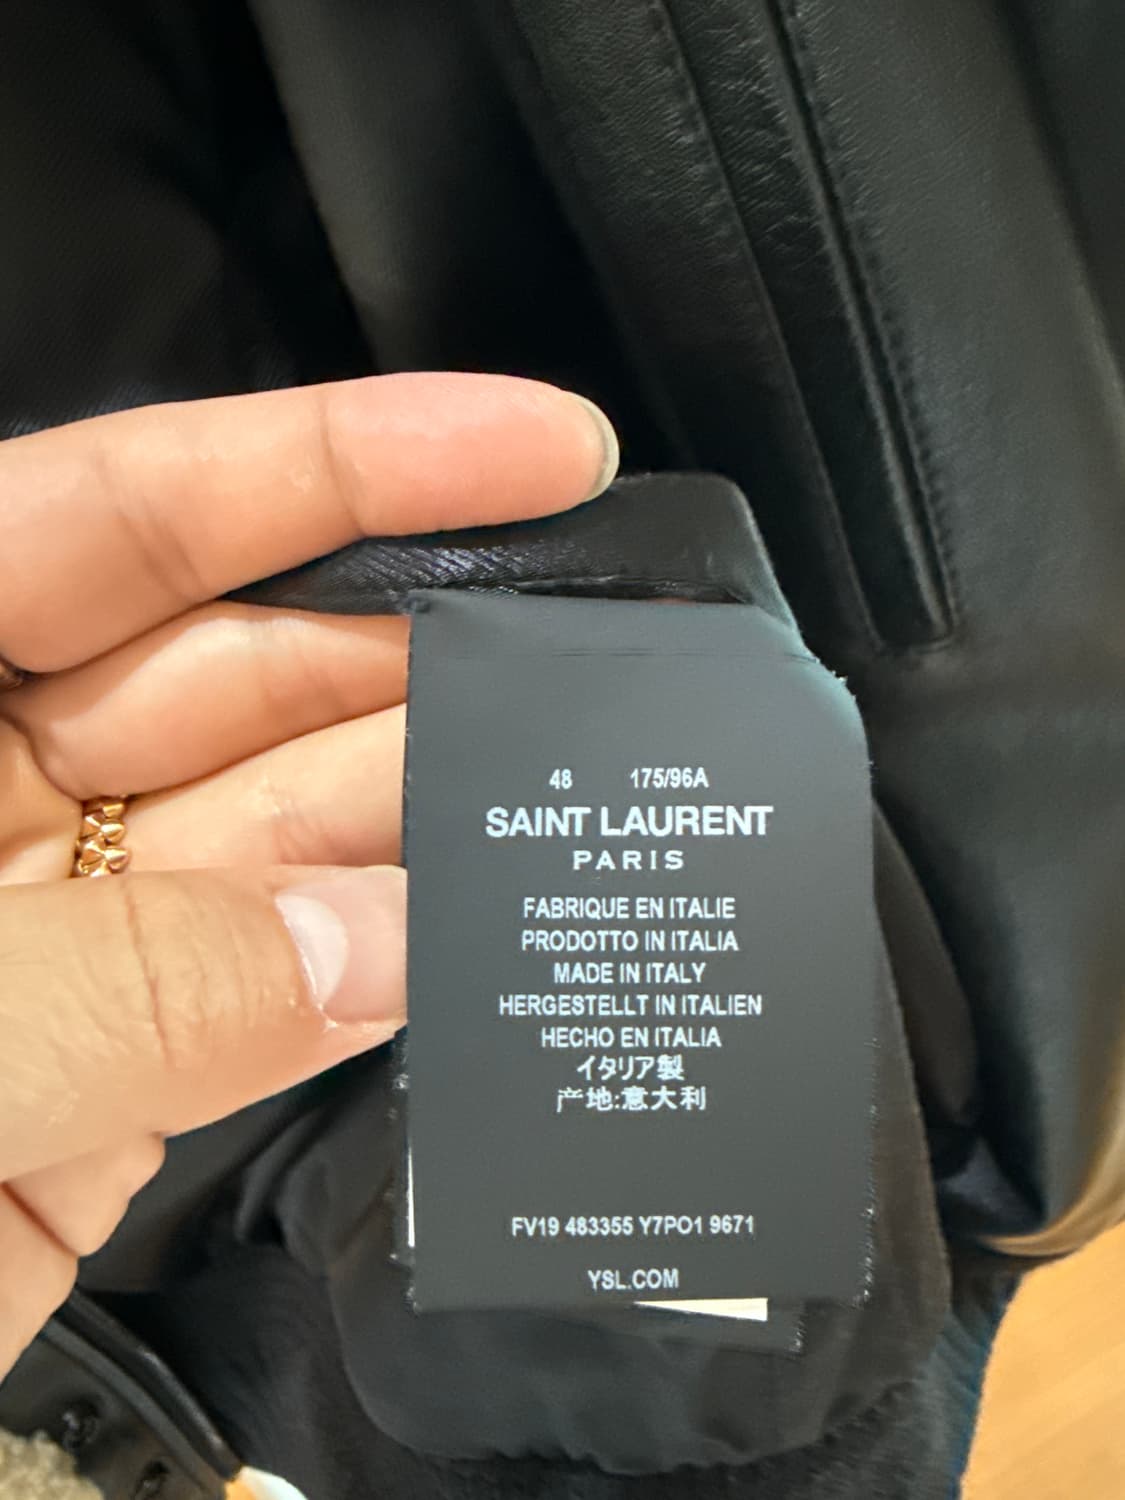 48 175/96A
SAINT LAURENT
PARIS
FABRIQUE EN ITALIE
PRODOTTO IN ITALIA
MADE IN ITALY
HERGESTELLT IN ITALIEN
HECHO EN ITALIA
イタリア製
产地:意大利
FV19 483355 Y7PO1 9671
YSL.COM